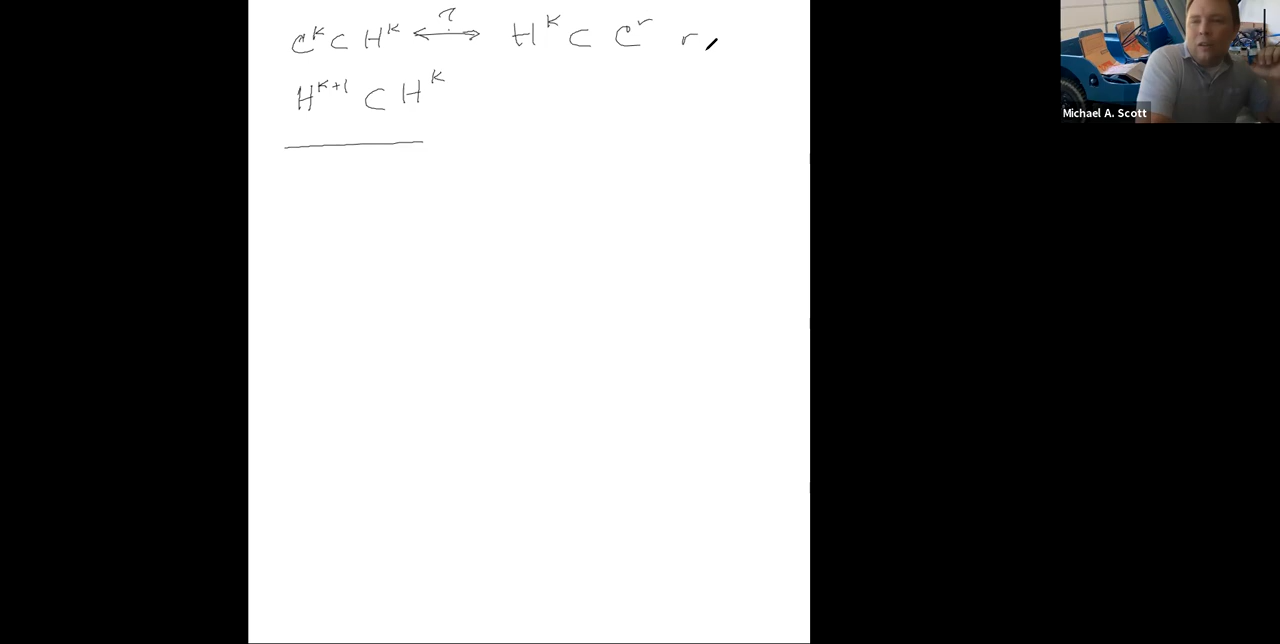 C^k ⊂ H^k ⟷? H^k ⊂ C^r r
H^{k+1} ⊂ H^k
Michael A. Scott